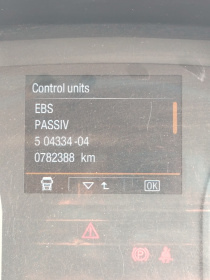 Control units
EBS
PASSIV
5 04334-04
0782388 km
OK